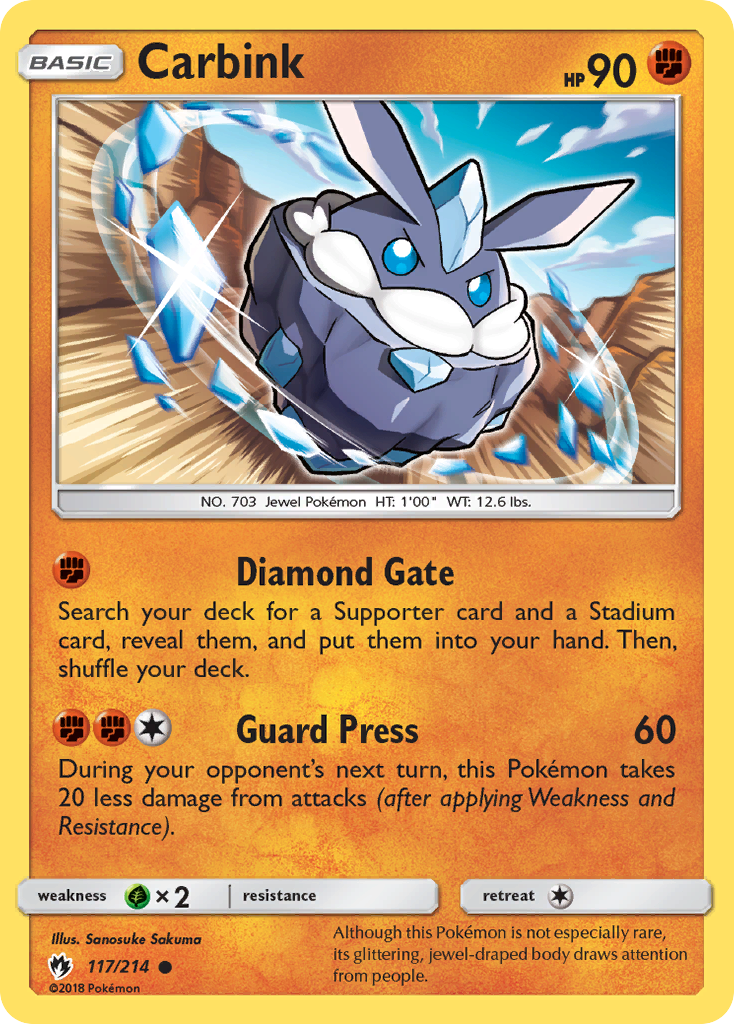 BASIC Carbink HP 90
NO. 703 Jewel Pokémon HT: 1'00" WT: 12.6 lbs.
Diamond Gate
Search your deck for a Supporter card and a Stadium
card, reveal them, and put them into your hand. Then,
shuffle your deck.
Guard Press 60
During your opponent's next turn, this Pokémon takes
20 less damage from attacks (after applying Weakness and
Resistance).
weakness × 2 resistance retreat
Illus. Sanosuke Sakuma
117/214
©2018 Pokémon
Although this Pokémon is not especially rare,
its glittering, jewel-draped body draws attention
from people.